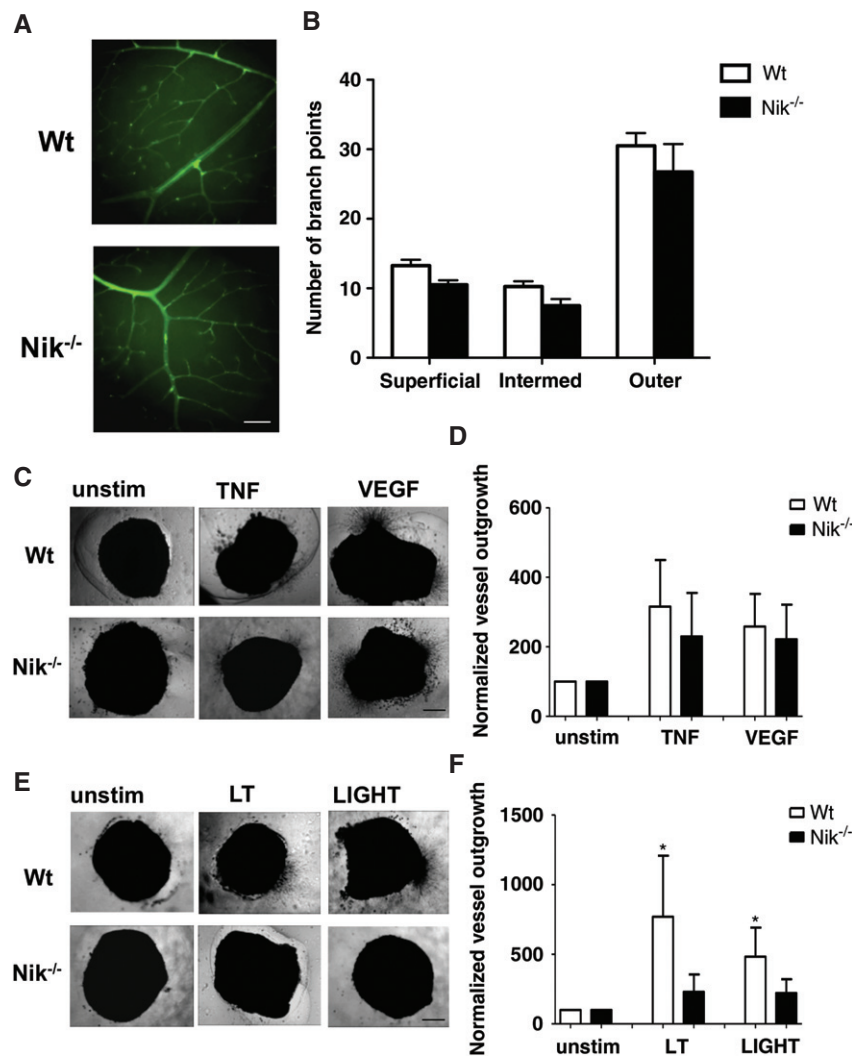 A
Wt
Nik-/-
B
Number of branch points
40
30
20
10
0
Superficial Intermed Outer
Wt
Nik-/-
C
unstim TNF VEGF
Wt
Nik-/-
D
Normalized vessel outgrowth
600
400
200
0
unstim TNF VEGF
Wt
Nik-/-
E
unstim LT LIGHT
Wt
Nik-/-
F
Normalized vessel outgrowth
1500
1000
500
0
* *
unstim LT LIGHT
Wt
Nik-/-